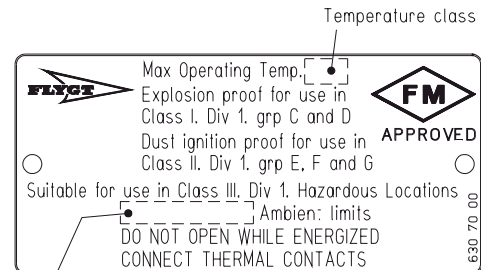 Temperature class
Max Operating Temp.
FLYGT
Explosion proof for use in
FM
Class I. Div 1. grp C and D
Dust ignition proof for use in
APPROVED
Class II. Div 1. grp E, F and G
Suitable for use in Class III. Div 1. Hazardous Locations
Ambien: limits
DO NOT OPEN WHILE ENERGIZED
CONNECT THERMAL CONTACTS
630 70 00